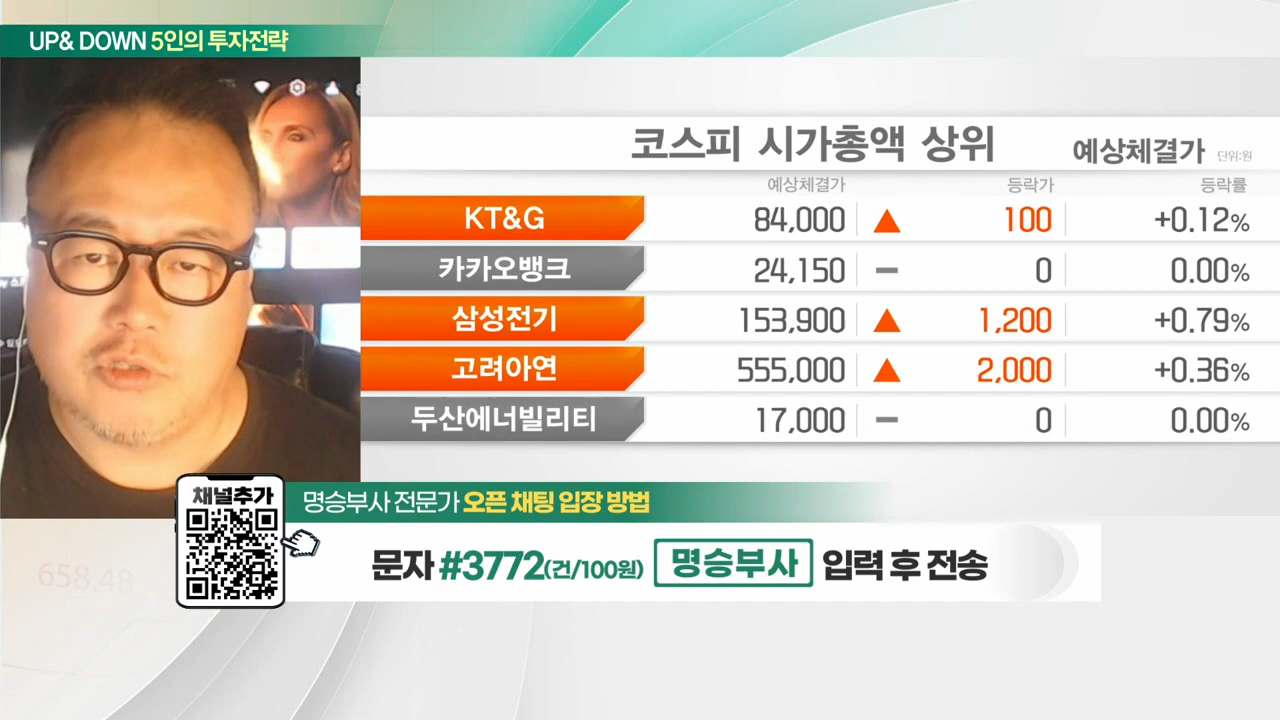 UP& DOWN 5인의 투자전략
코스피 시가총액 상위 예상체결가 단위:원
예상체결가 등락가 등락률
KT&G 84,000 ▲ 100 +0.12%
카카오뱅크 24,150 - 0 0.00%
삼성전기 153,900 ▲ 1,200 +0.79%
고려아연 555,000 ▲ 2,000 +0.36%
두산에너빌리티 17,000 - 0 0.00%
채널추가
명승부사 전문가 오픈 채팅 입장 방법
문자 #3772(건/100원) 명승부사 입력 후 전송
658.48